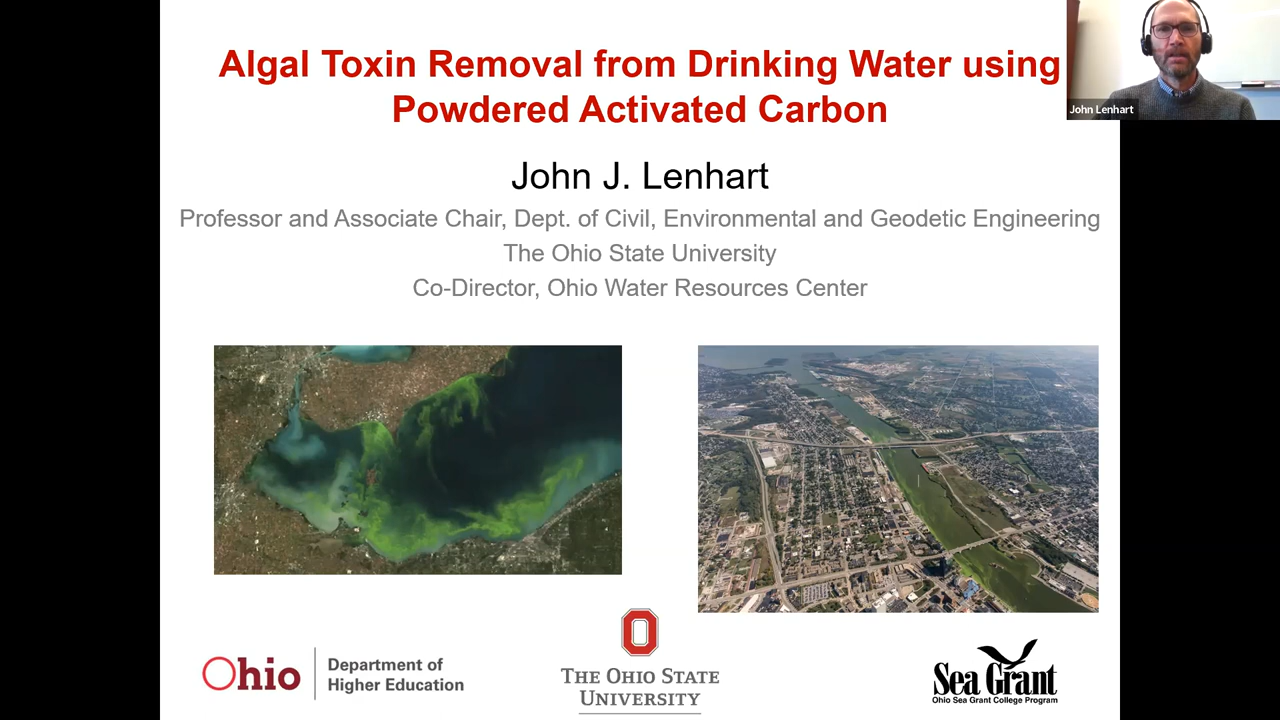 Algal Toxin Removal from Drinking Water using
Powdered Activated Carbon
John Lenhart
John J. Lenhart
Professor and Associate Chair, Dept. of Civil, Environmental and Geodetic Engineering
The Ohio State University
Co-Director, Ohio Water Resources Center
Ohio
Department of
Higher Education
O
THE OHIO STATE
UNIVERSITY
Sea Grant
Ohio Sea Grant College Program